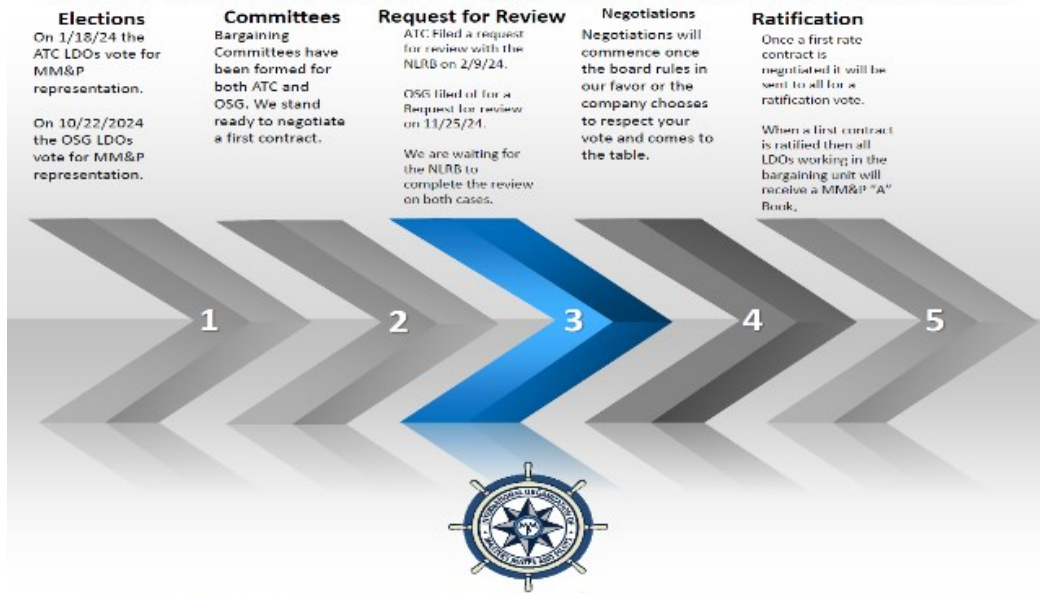 Elections
On 1/18/24 the
ATC LDOs vote for
MM&P
representation.
On 10/22/2024
the OSG LDOs
vote for MM&P
representation.
Committees
Bargaining
Committees have
been formed for
both ATC and
OSG. We stand
ready to negotiate
a first contract.
Request for Review
ATC Filed a request
for review with the
NLRB on 2/9/24.
OSG filed of for a
Request for review
on 11/25/24.
We are waiting for
the NLRB to
complete the review
on both cases.
Negotiations
Negotiations will
commence once
the board rules in
our favor or the
company chooses
to respect your
vote and comes to
the table.
Ratification
Once a first rate
contract is
negotiated it will be
sent to all for a
ratification vote.
When a first contract
is ratified then all
LDOs working in the
bargaining unit will
receive a MM&P "A"
Book,
1
2
3
4
5
INTERNATIONAL ORGANIZATION OF
MASTERS MATES AND PILOTS